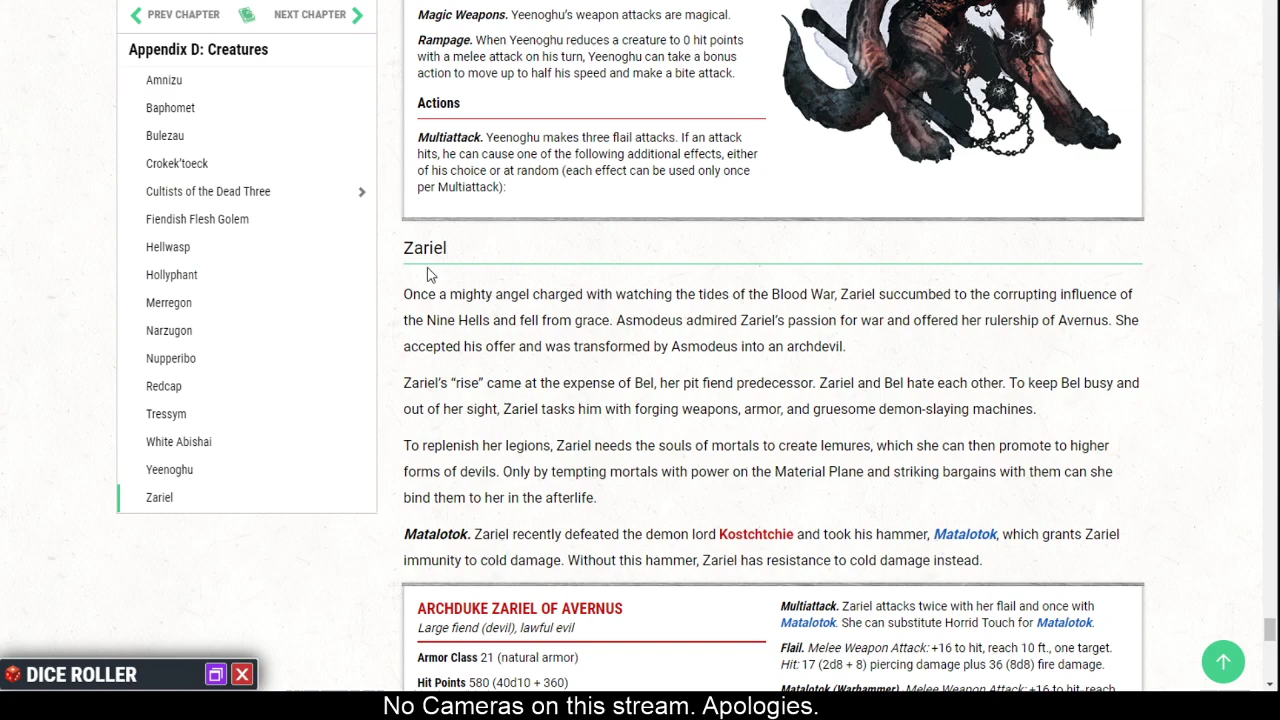 PREV CHAPTER
NEXT CHAPTER
Appendix D: Creatures
Amnizu
Baphomet
Bulezau
Crokek'toeck
Cultists of the Dead Three
Fiendish Flesh Golem
Hellwasp
Hollyphant
Merregon
Narzugon
Nupperibo
Redcap
Tressym
White Abishai
Yeenoghu
Zariel
Magic Weapons. Yeenoghu's weapon attacks are magical.
Rampage. When Yeenoghu reduces a creature to 0 hit points
with a melee attack on his turn, Yeenoghu can take a bonus
action to move up to half his speed and make a bite attack.
Actions
Multiattack. Yeenoghu makes three flail attacks. If an attack
hits, he can cause one of the following additional effects, either
of his choice or at random (each effect can be used only once
per Multiattack):
Zariel
Once a mighty angel charged with watching the tides of the Blood War, Zariel succumbed to the corrupting influence of
the Nine Hells and fell from grace. Asmodeus admired Zariel's passion for war and offered her rulership of Avernus. She
accepted his offer and was transformed by Asmodeus into an archdevil.
Zariel's “rise” came at the expense of Bel, her pit fiend predecessor. Zariel and Bel hate each other. To keep Bel busy and
out of her sight, Zariel tasks him with forging weapons, armor, and gruesome demon-slaying machines.
To replenish her legions, Zariel needs the souls of mortals to create lemures, which she can then promote to higher
forms of devils. Only by tempting mortals with power on the Material Plane and striking bargains with them can she
bind them to her in the afterlife.
Matalotok. Zariel recently defeated the demon lord Kostchtchie and took his hammer, Matalotok, which grants Zariel
immunity to cold damage. Without this hammer, Zariel has resistance to cold damage instead.
ARCHDUKE ZARIEL OF AVERNUS
Large fiend (devil), lawful evil
Armor Class 21 (natural armor)
Hit Points 580 (40d10 + 360)
Multiattack. Zariel attacks twice with her flail and once with
Matalotok. She can substitute Horrid Touch for Matalotok.
Flail. Melee Weapon Attack: +16 to hit, reach 10 ft., one target.
Hit: 17 (2d8 + 8) piercing damage plus 36 (8d8) fire damage.
Matalotok (Warhammer). Melee Weapon Attack: +16 to hit, reach
DICE ROLLER
No Cameras on this stream. Apologies.